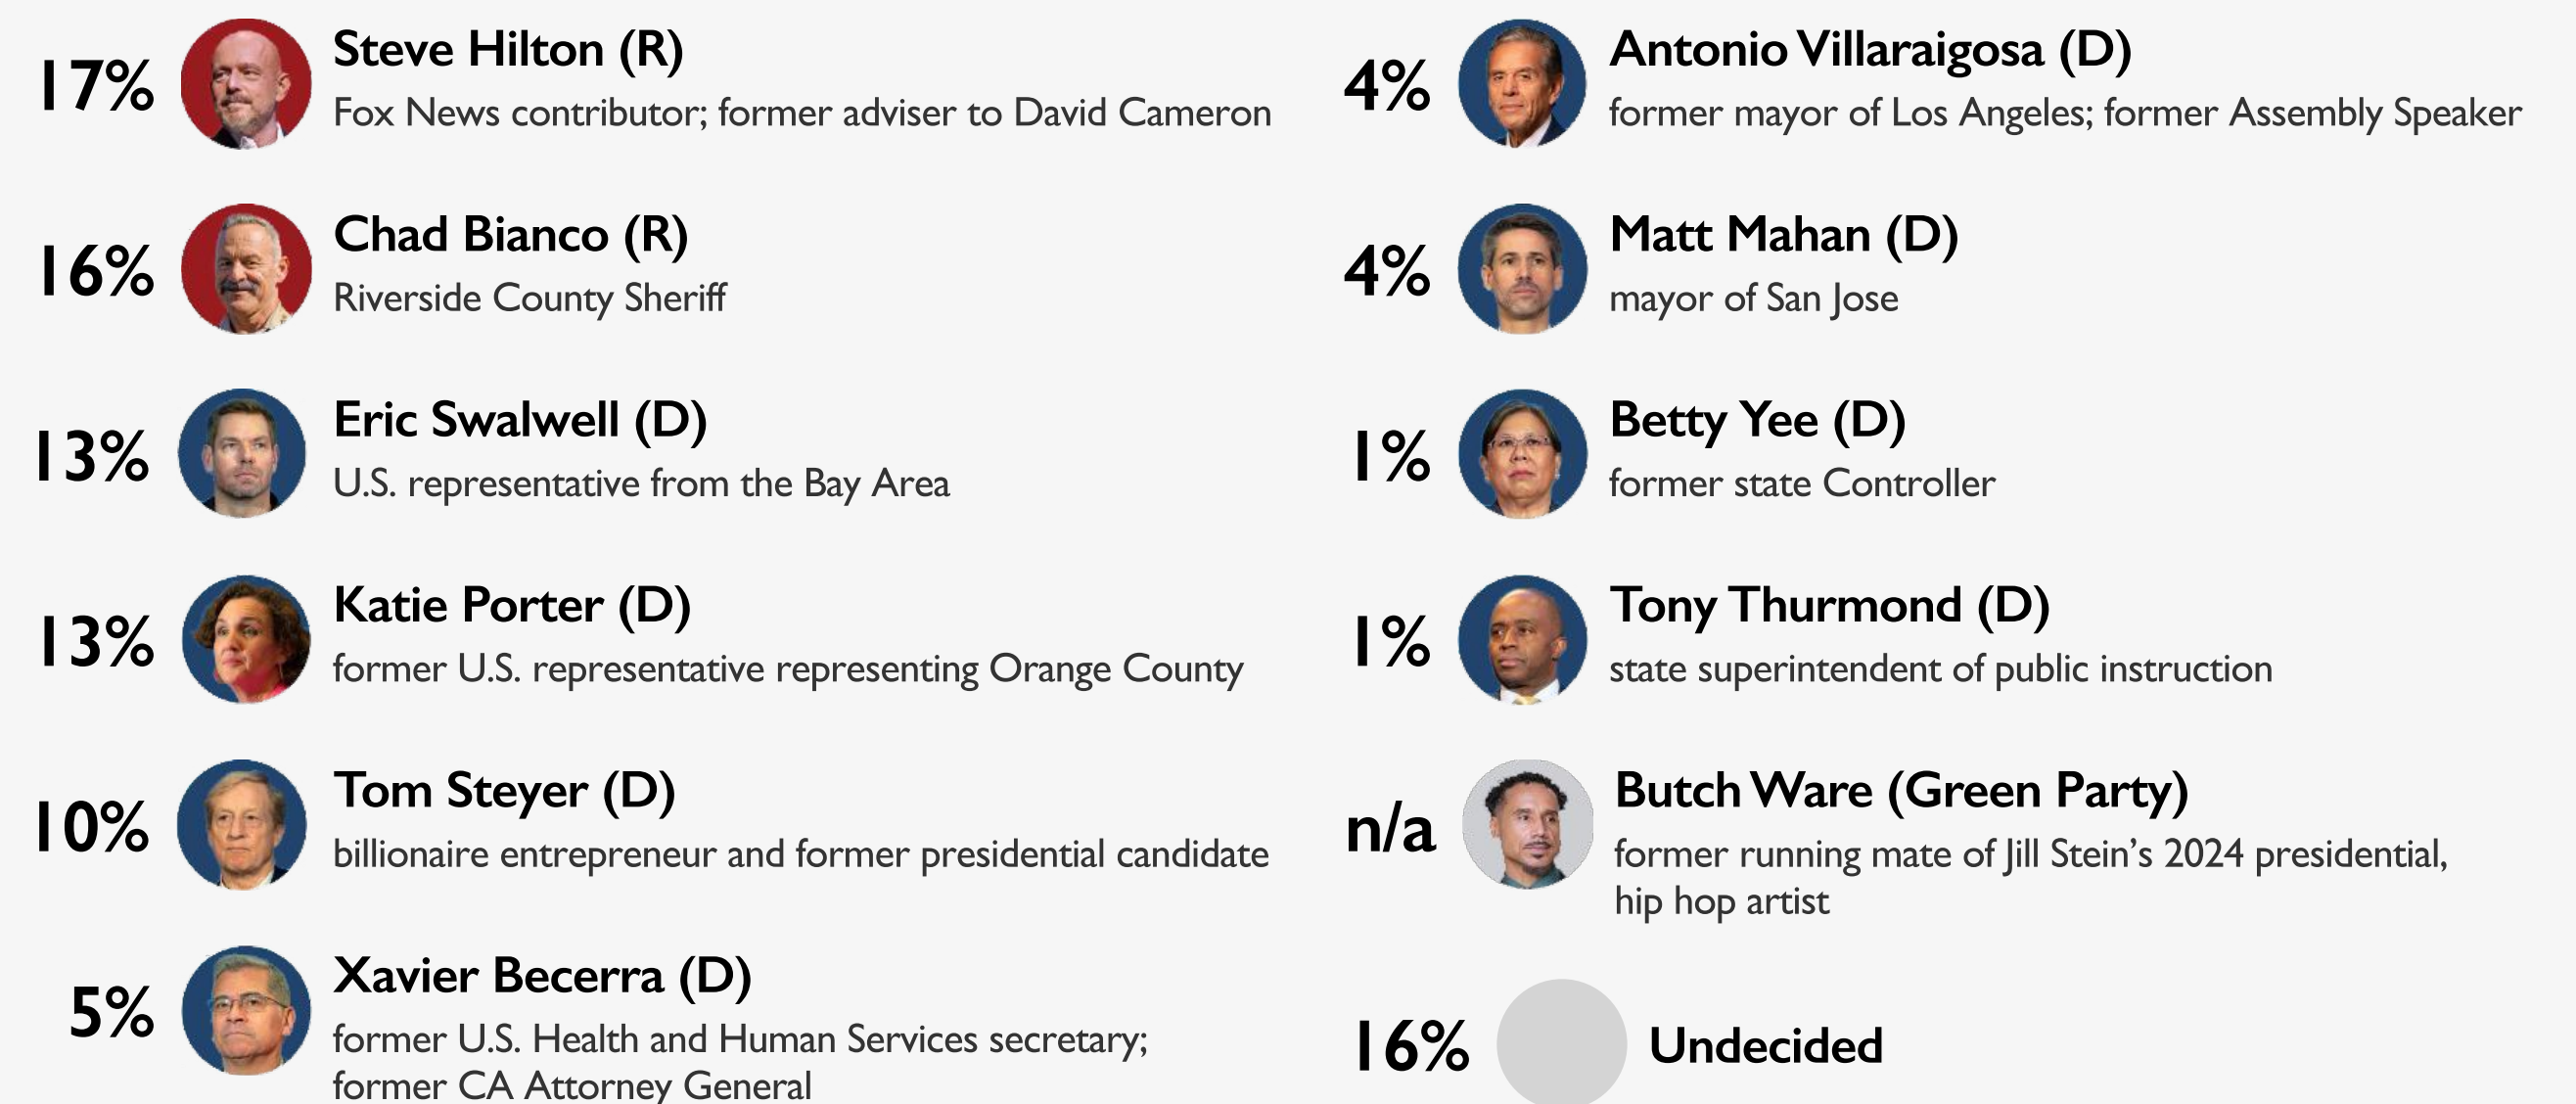 17%
Steve Hilton (R)
Fox News contributor; former adviser to David Cameron
16%
Chad Bianco (R)
Riverside County Sheriff
13%
Eric Swalwell (D)
U.S. representative from the Bay Area
13%
Katie Porter (D)
former U.S. representative representing Orange County
10%
Tom Steyer (D)
billionaire entrepreneur and former presidential candidate
5%
Xavier Becerra (D)
former U.S. Health and Human Services secretary;
former CA Attorney General
4%
Antonio Villaraigosa (D)
former mayor of Los Angeles; former Assembly Speaker
4%
Matt Mahan (D)
mayor of San Jose
1%
Betty Yee (D)
former state Controller
1%
Tony Thurmond (D)
state superintendent of public instruction
n/a
Butch Ware (Green Party)
former running mate of Jill Stein’s 2024 presidential,
hip hop artist
16%
Undecided